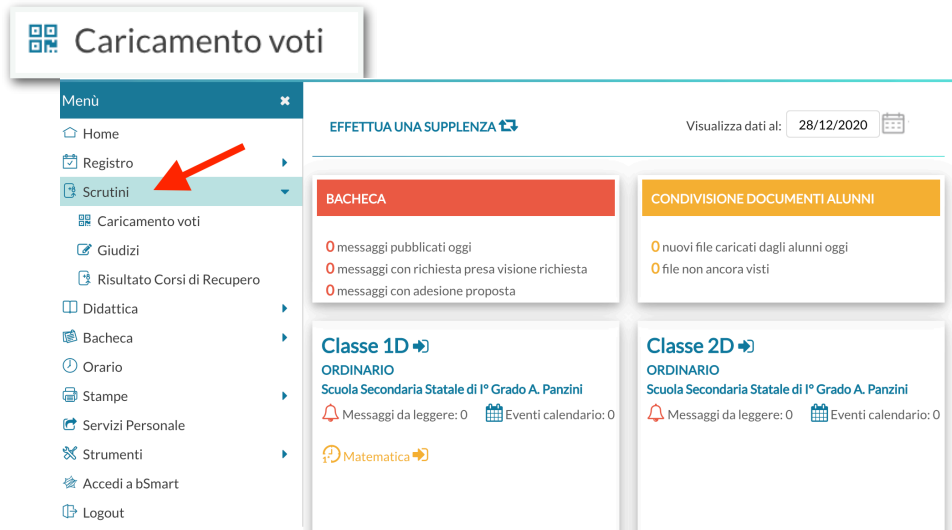 Caricamento voti
Menù
Home
Registro
Scrutini
Caricamento voti
Giudizi
Risultato Corsi di Recupero
Didattica
Bacheca
Orario
Stampe
Servizi Personale
Strumenti
Accedi a bSmart
Logout
EFFETTUA UNA SUPPLENZA
Visualizza dati al: 28/12/2020
BACHECA
0 messaggi pubblicati oggi
0 messaggi con richiesta presa visione richiesta
0 messaggi con adesione proposta
CONDIVISIONE DOCUMENTI ALUNNI
0 nuovi file caricati dagli alunni oggi
0 file non ancora visti
Classe 1D
ORDINARIO
Scuola Secondaria Statale di Iº Grado A. Panzini
Messaggi da leggere: 0 Eventi calendario: 0
1 Matematica
Classe 2D
ORDINARIO
Scuola Secondaria Statale di Iº Grado A. Panzini
Messaggi da leggere: 0 Eventi calendario: 0